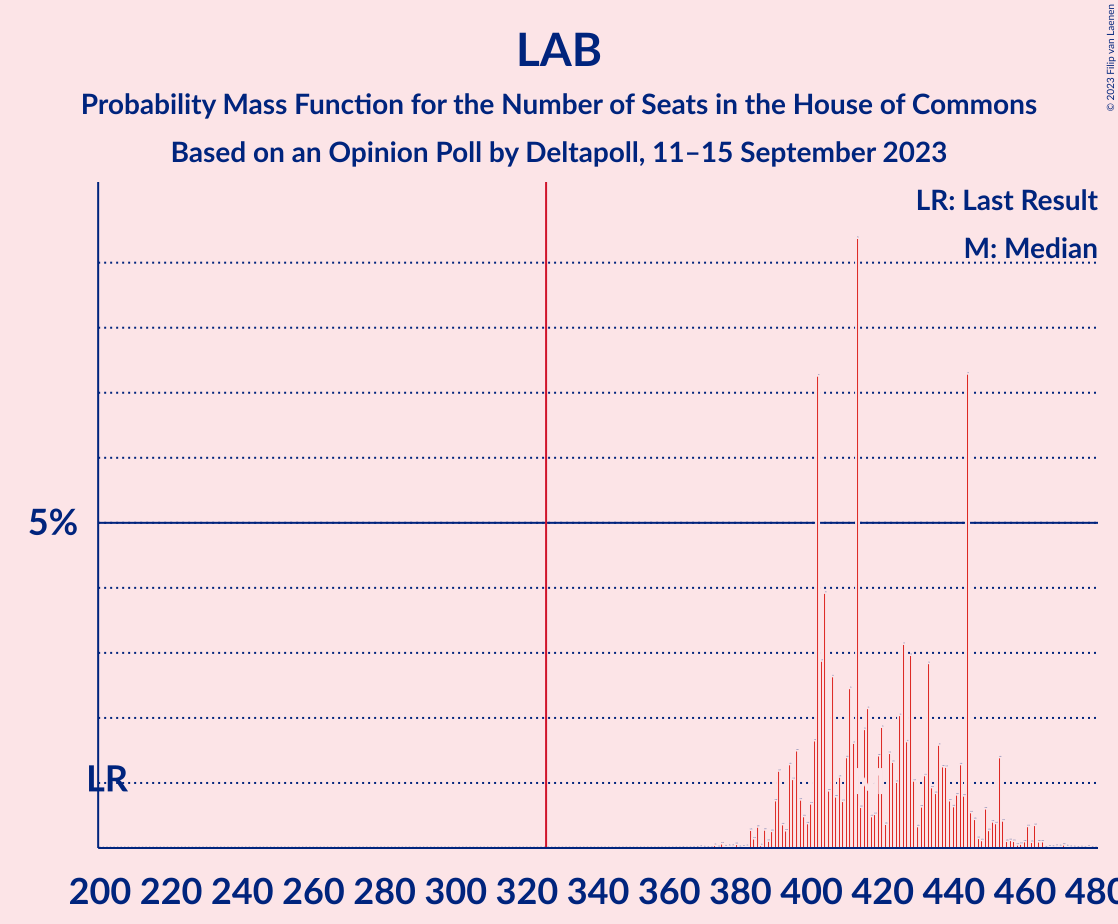 LAB
Probability Mass Function for the Number of Seats in the House of Commons
Based on an Opinion Poll by Deltapoll, 11–15 September 2023
© 2023 Filip van Laenen
LR: Last Result
M: Median
5%
LR
200 220 240 260 280 300 320 340 360 380 400 420 440 460 480